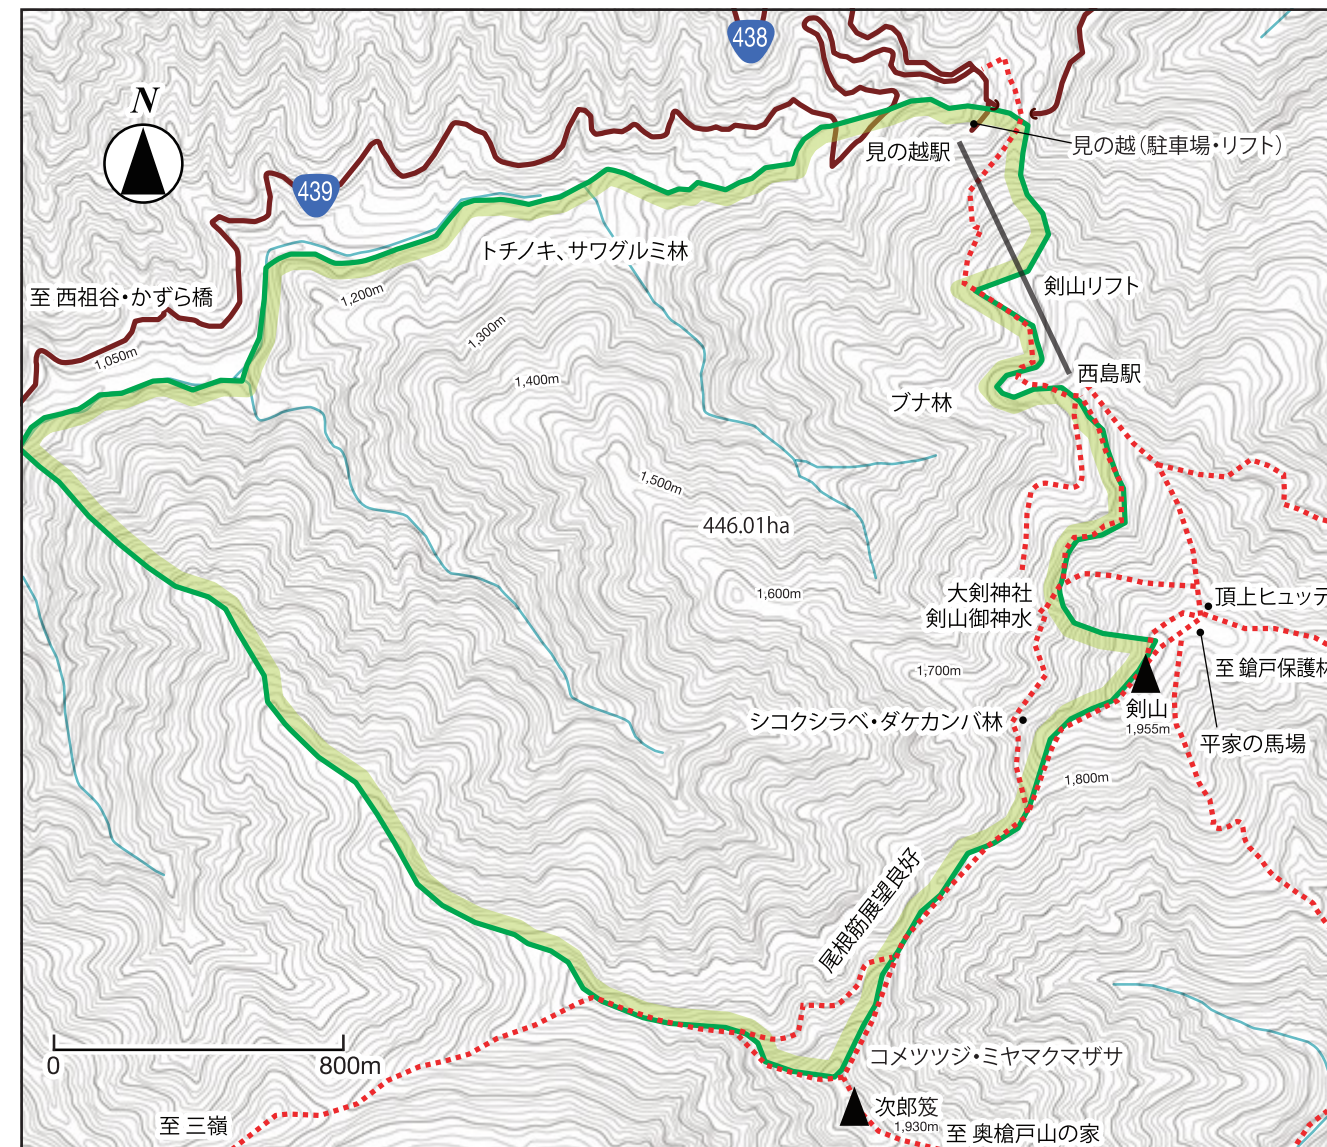 438
N
見の越駅
見の越(駐車場・リフト)
439
トチノキ、サワグルミ林
至 西祖谷・かずら橋
1,200m
剣山リフト
1,300m
1,050m
1,400m
西島駅
ブナ林
1,500m
446.01ha
1,600m
大剣神社
剣山御神水
頂上ヒュッテ
1,700m
至 鎗戸保護林
シコクシラベ・ダケカンバ林
剣山
1,955m
平家の馬場
1,800m
尾根筋展望良好
0
800m
コメツツジ・ミヤマクマザサ
次郎笈
1,930m
至 三嶺
至 奥槍戸山の家